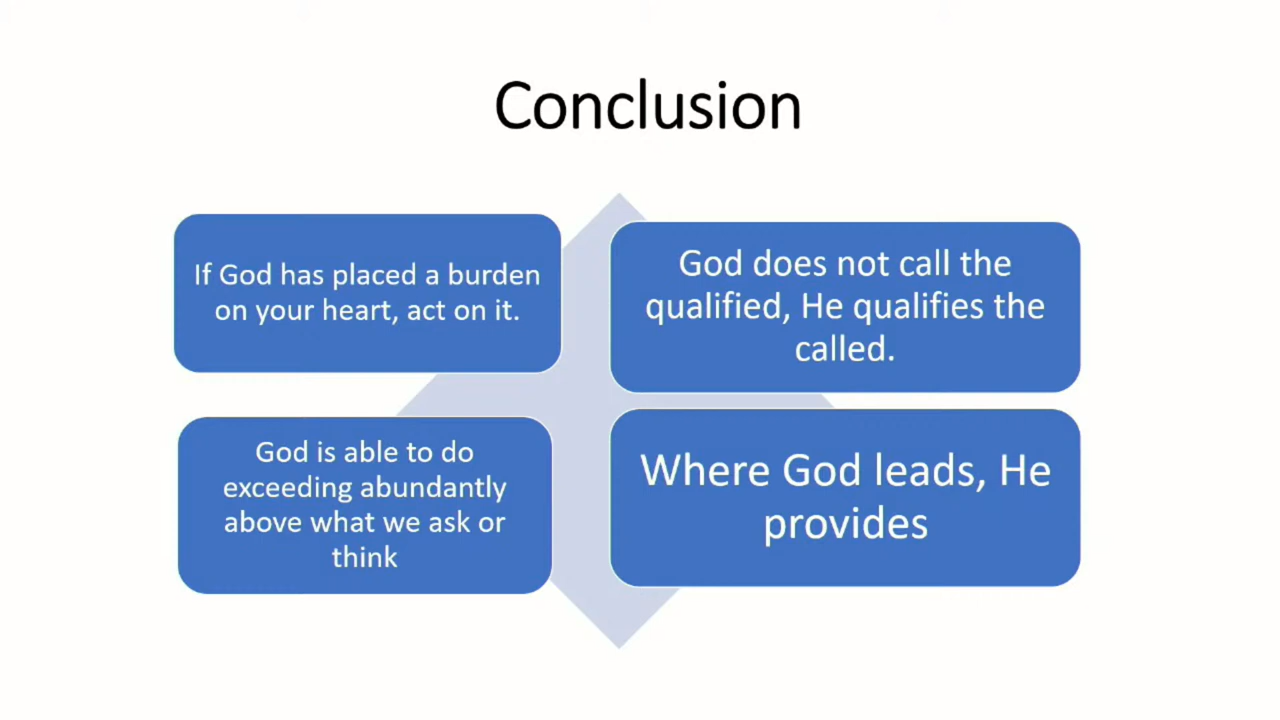 Conclusion
If God has placed a burden
on your heart, act on it.
God does not call the
qualified, He qualifies the
called.
God is able to do
exceeding abundantly
above what we ask or
think
Where God leads, He
provides